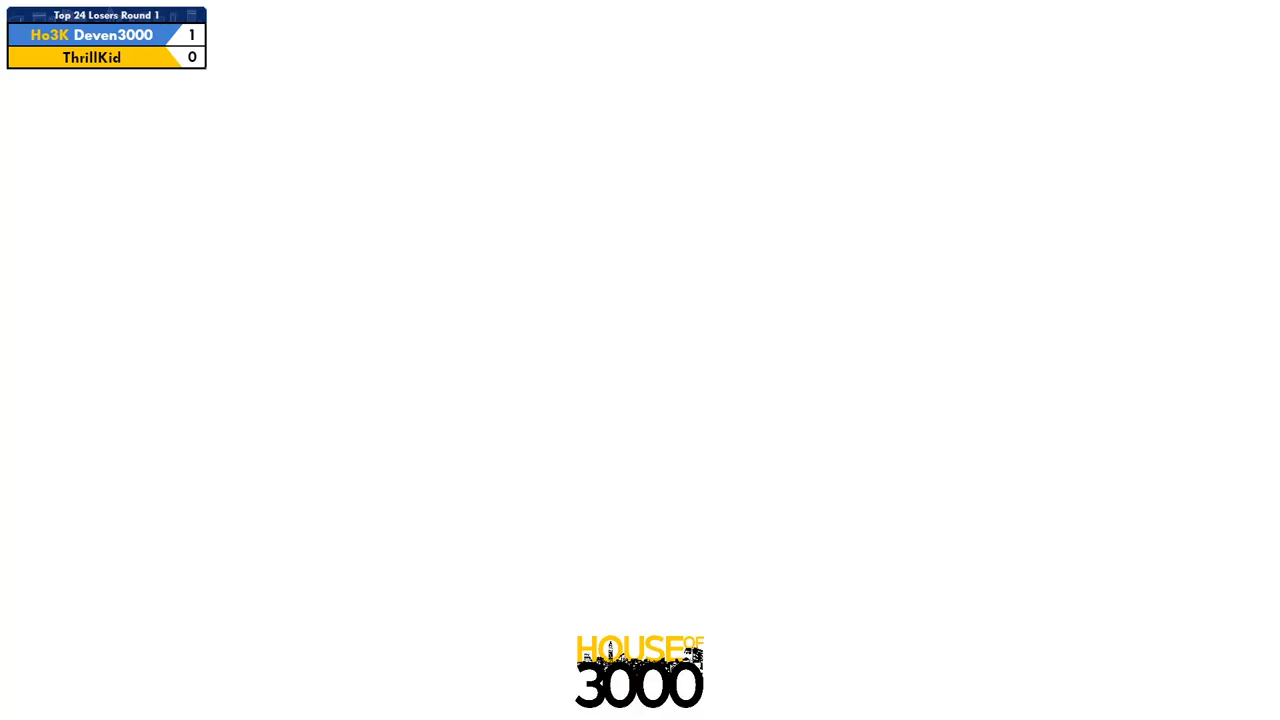 Top 24 Losers Round 1
Ho3K Deven3000 1
ThrillKid 0
HOUSE OF
3000